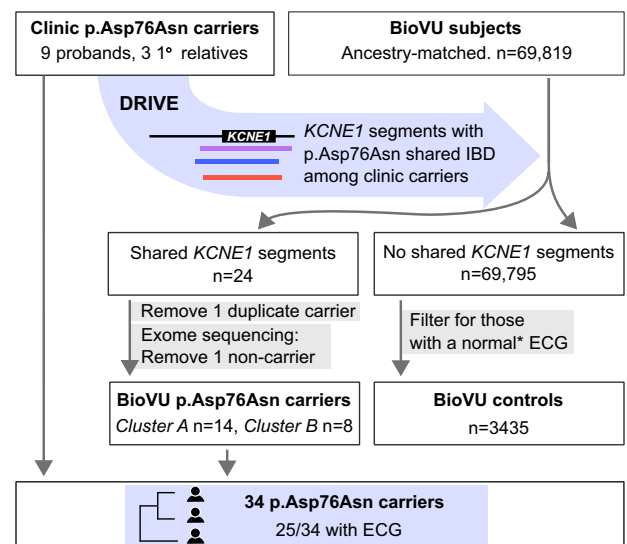 Clinic p.Asp76Asn carriers
9 probands, 3 1° relatives
BioVU subjects
Ancestry-matched. n=69,819
DRIVE
KCNE1
KCNE1 segments with
p.Asp76Asn shared IBD
among clinic carriers
Shared KCNE1 segments
n=24
No shared KCNE1 segments
n=69,795
Remove 1 duplicate carrier
Exome sequencing:
Remove 1 non-carrier
Filter for those
with a normal* ECG
BioVU p.Asp76Asn carriers
Cluster A n=14, Cluster B n=8
BioVU controls
n=3435
34 p.Asp76Asn carriers
25/34 with ECG